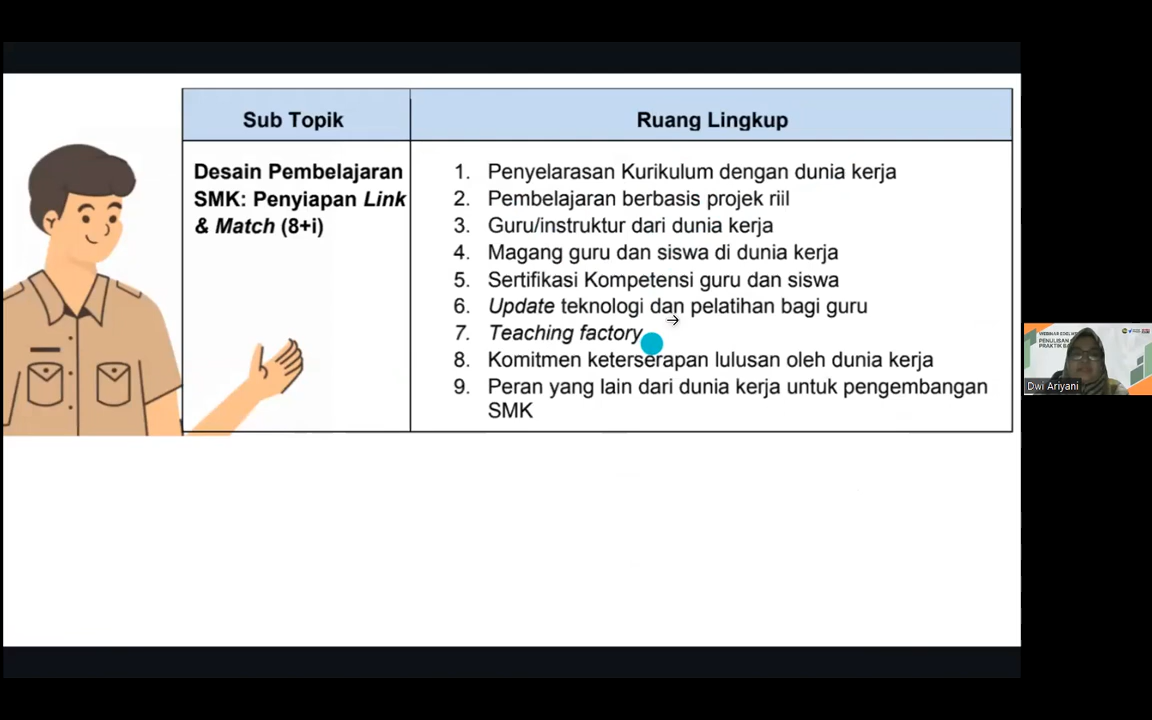 Sub Topik
Ruang Lingkup
Desain Pembelajaran
SMK: Penyiapan Link
& Match (8+i)
1. Penyelarasan Kurikulum dengan dunia kerja
2. Pembelajaran berbasis projek riil
3. Guru/instruktur dari dunia kerja
4. Magang guru dan siswa di dunia kerja
5. Sertifikasi Kompetensi guru dan siswa
6. Update teknologi dan pelatihan bagi guru
7. Teaching factory
8. Komitmen keterserapan lulusan oleh dunia kerja
9. Peran yang lain dari dunia kerja untuk pengembangan
SMK
Dwi Ariyani